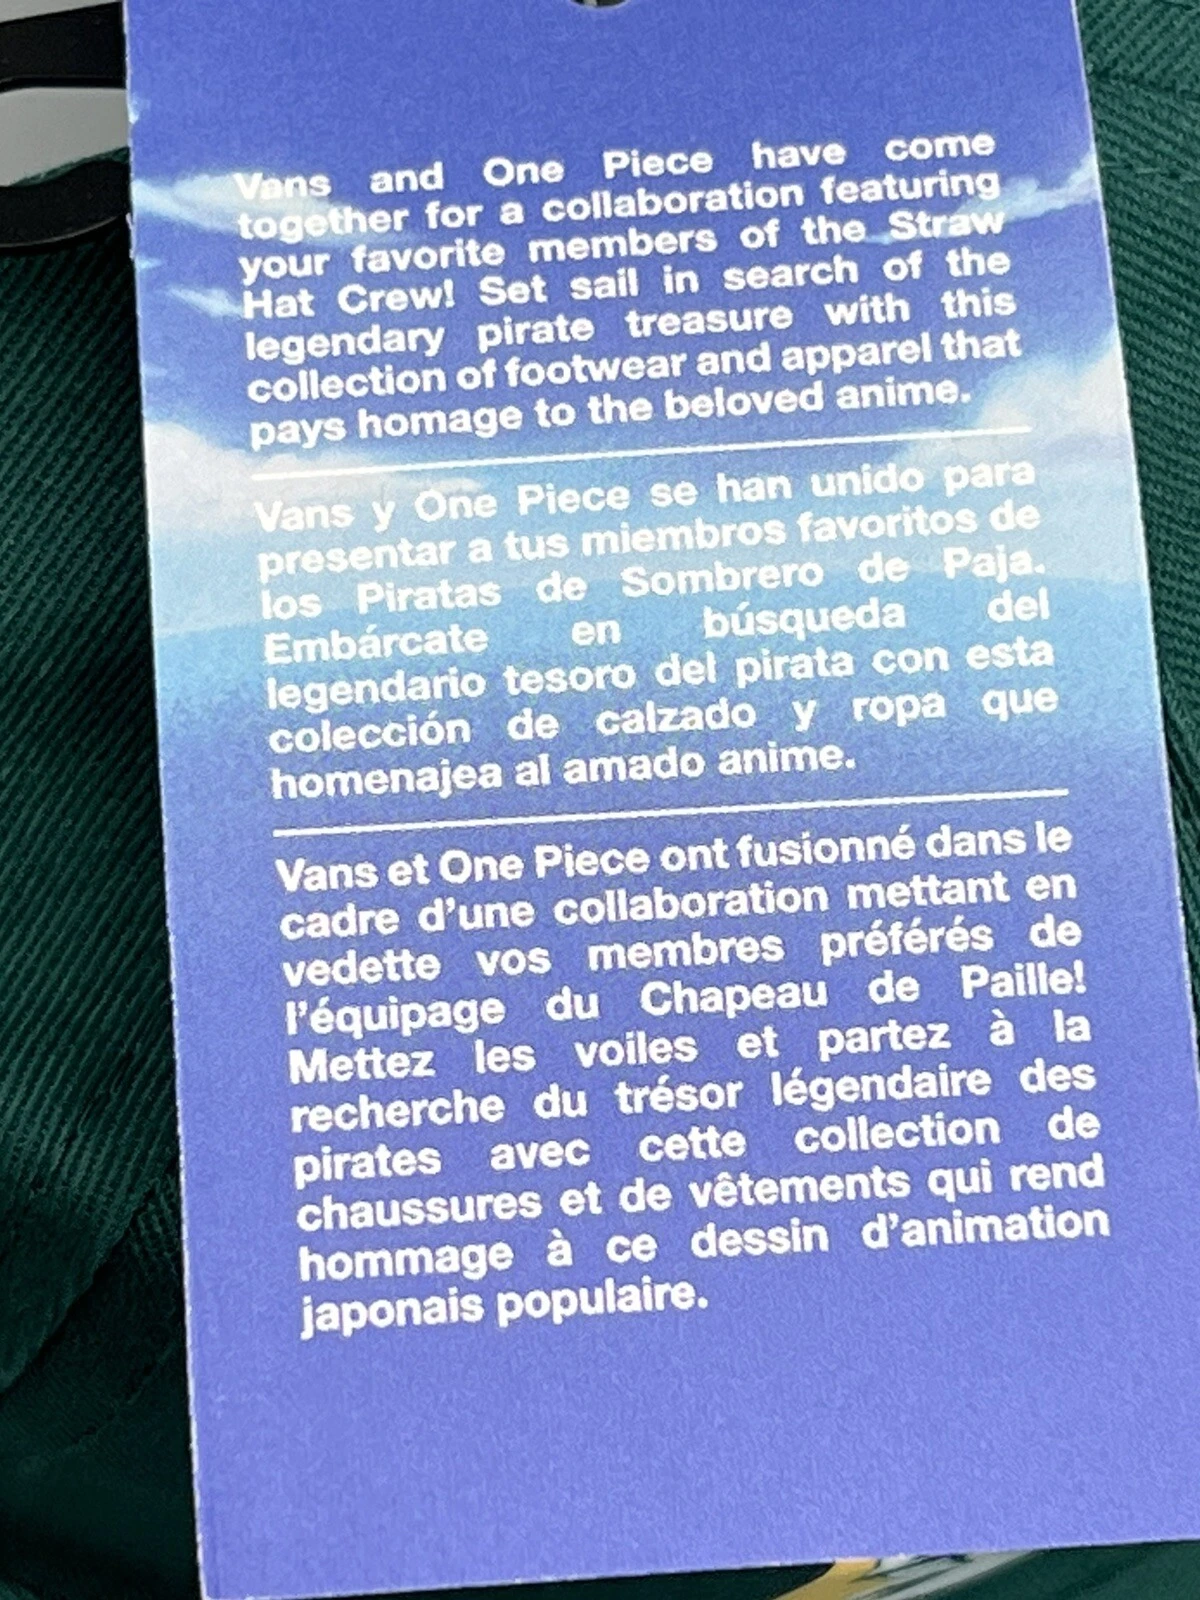 Vans and One Piece have come
together for a collaboration featuring
your favorite members of the Straw
Hat Crew! Set sail in search of the
legendary pirate treasure with this
collection of footwear and apparel that
pays homage to the beloved anime.
Vans y One Piece se han unido para
presentar a tus miembros favoritos de
los Piratas de Sombrero de Paja.
Embárcate en búsqueda del
legendario tesoro del pirata con esta
colección de calzado y ropa que
homenajea al amado anime.
Vans et One Piece ont fusionné dans le
cadre d'une collaboration mettant en
vedette vos membres préférés de
l'équipage du Chapeau de Paille!
Mettez les voiles et partez à la
recherche du trésor légendaire des
pirates avec cette collection de
chaussures et de vêtements qui rend
hommage à ce dessin d'animation
japonais populaire.